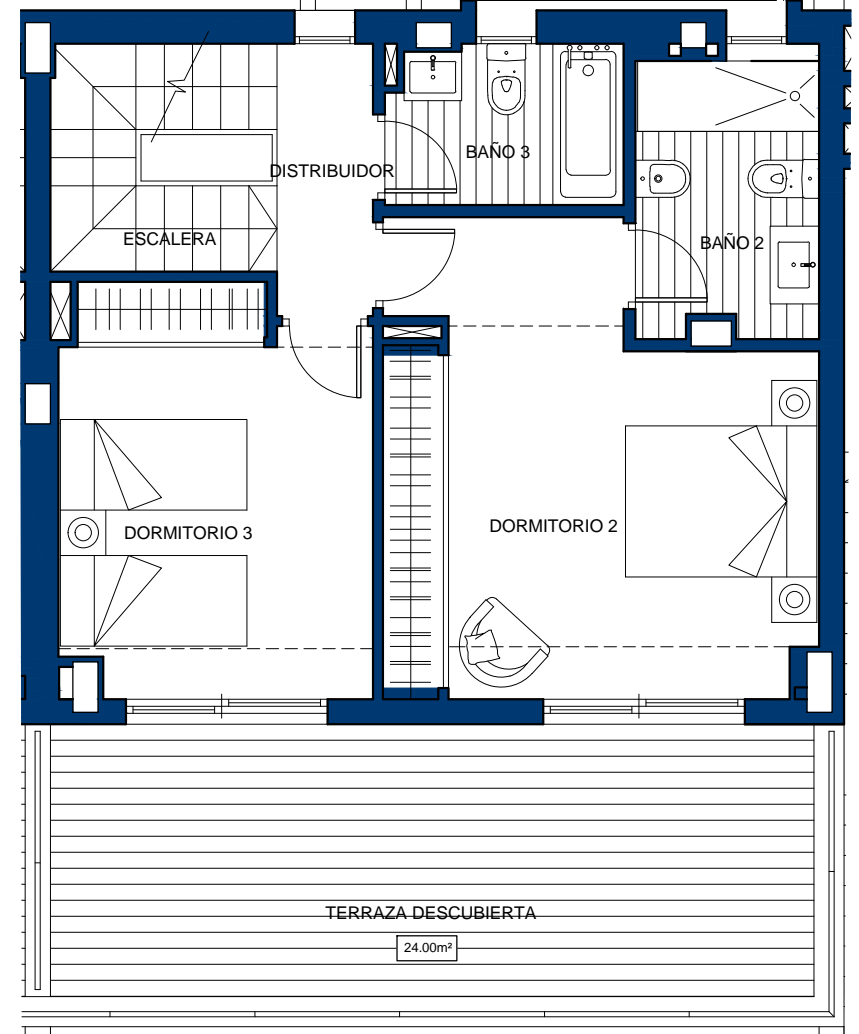 BAÑO 3
DISTRIBUIDOR
ESCALERA
BAÑO 2
DORMITORIO 3
DORMITORIO 2
TERRAZA DESCUBIERTA
24.00m²